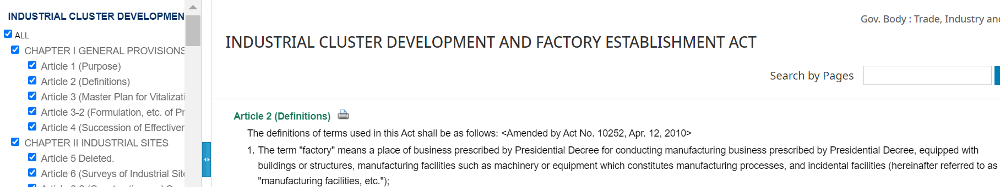 INDUSTRIAL CLUSTER DEVELOPMEN
ALL
CHAPTER I GENERAL PROVISIONS
Article 1 (Purpose)
Article 2 (Definitions)
Article 3 (Master Plan for Vitalizati
Article 3-2 (Formulation, etc. of Pr
Article 4 (Succession of Effectiver
CHAPTER II INDUSTRIAL SITES
Article 5 Deleted.
Article 6 (Surveys of Industrial Site
Gov. Body : Trade, Industry and
INDUSTRIAL CLUSTER DEVELOPMENT AND FACTORY ESTABLISHMENT ACT
Search by Pages
Article 2 (Definitions)
The definitions of terms used in this Act shall be as follows: <Amended by Act No. 10252, Apr. 12, 2010>
1. The term "factory" means a place of business prescribed by Presidential Decree for conducting manufacturing business prescribed by Presidential Decree, equipped with
buildings or structures, manufacturing facilities such as machinery or equipment which constitutes manufacturing processes, and incidental facilities (hereinafter referred to as
"manufacturing facilities, etc.");